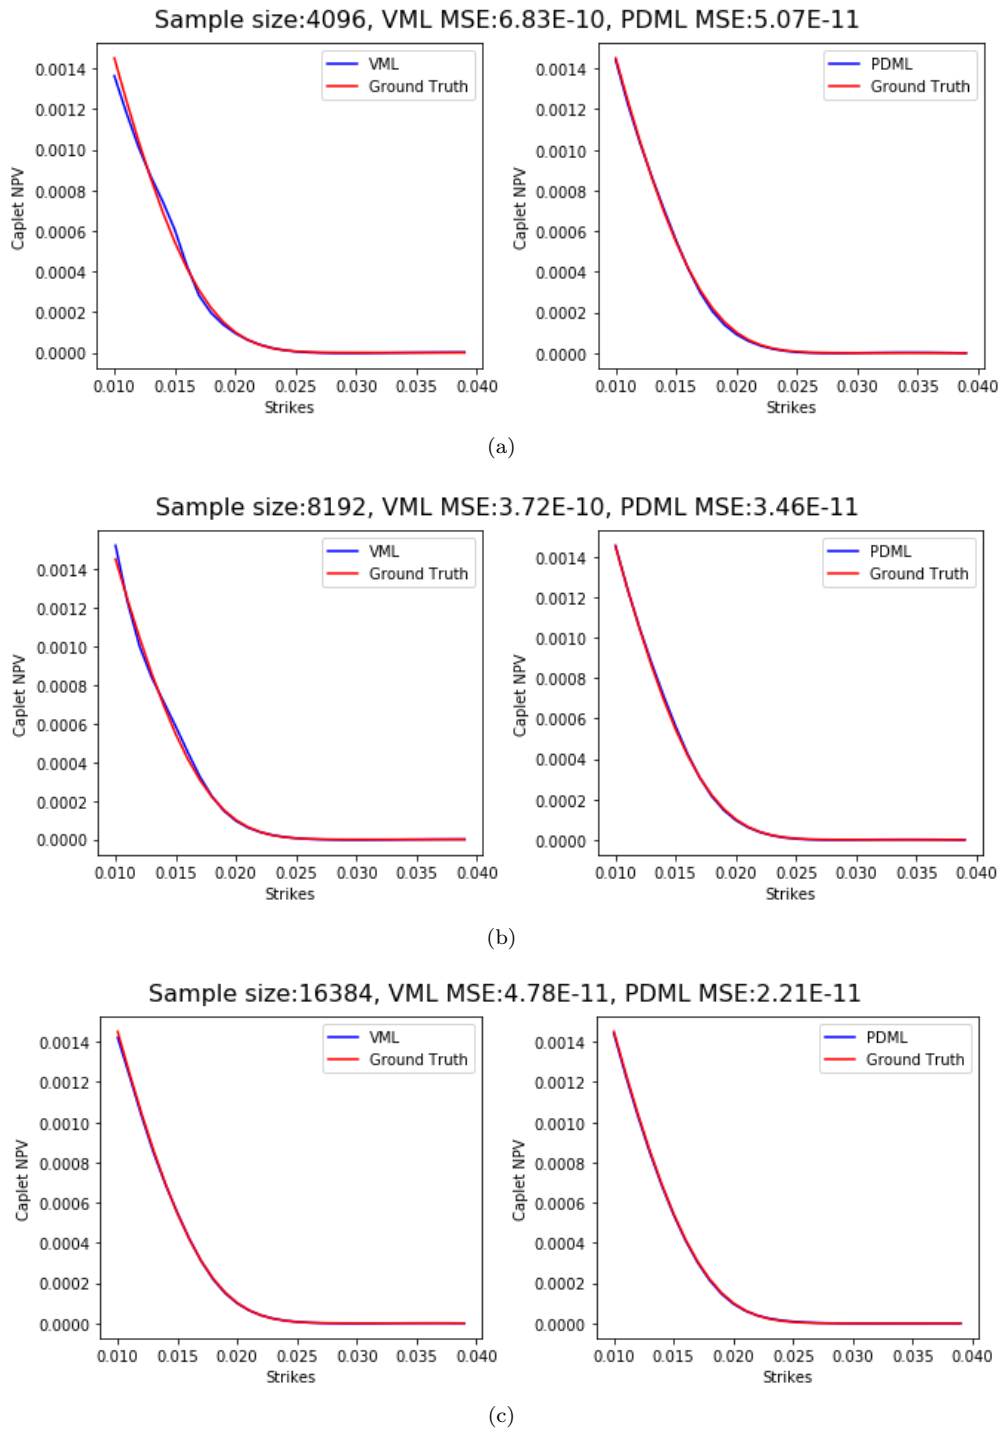 Sample size:4096, VML MSE:6.83E-10, PDML MSE:5.07E-11
VML
Ground Truth
0.0014
0.0012
0.0010
0.0008
0.0006
0.0004
0.0002
0.0000
Caplet NPV
0.010 0.015 0.020 0.025 0.030 0.035 0.040
Strikes
PDML
Ground Truth
0.0014
0.0012
0.0010
0.0008
0.0006
0.0004
0.0002
0.0000
Caplet NPV
0.010 0.015 0.020 0.025 0.030 0.035 0.040
Strikes
(a)
Sample size:8192, VML MSE:3.72E-10, PDML MSE:3.46E-11
VML
Ground Truth
0.0014
0.0012
0.0010
0.0008
0.0006
0.0004
0.0002
0.0000
Caplet NPV
0.010 0.015 0.020 0.025 0.030 0.035 0.040
Strikes
PDML
Ground Truth
0.0014
0.0012
0.0010
0.0008
0.0006
0.0004
0.0002
0.0000
Caplet NPV
0.010 0.015 0.020 0.025 0.030 0.035 0.040
Strikes
(b)
Sample size:16384, VML MSE:4.78E-11, PDML MSE:2.21E-11
VML
Ground Truth
0.0014
0.0012
0.0010
0.0008
0.0006
0.0004
0.0002
0.0000
Caplet NPV
0.010 0.015 0.020 0.025 0.030 0.035 0.040
Strikes
PDML
Ground Truth
0.0014
0.0012
0.0010
0.0008
0.0006
0.0004
0.0002
0.0000
Caplet NPV
0.010 0.015 0.020 0.025 0.030 0.035 0.040
Strikes
(c)